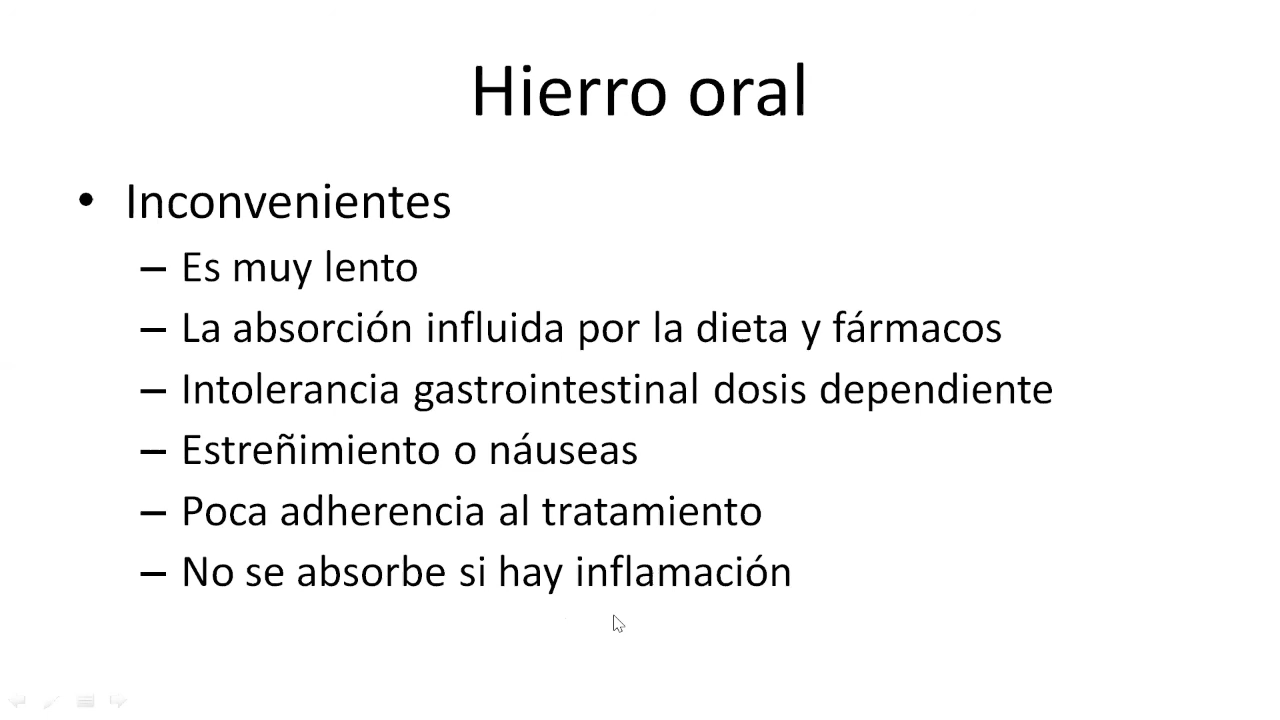 Hierro oral
• Inconvenientes
– Es muy lento
– La absorción influida por la dieta y fármacos
– Intolerancia gastrointestinal dosis dependiente
– Estreñimiento o náuseas
– Poca adherencia al tratamiento
– No se absorbe si hay inflamación